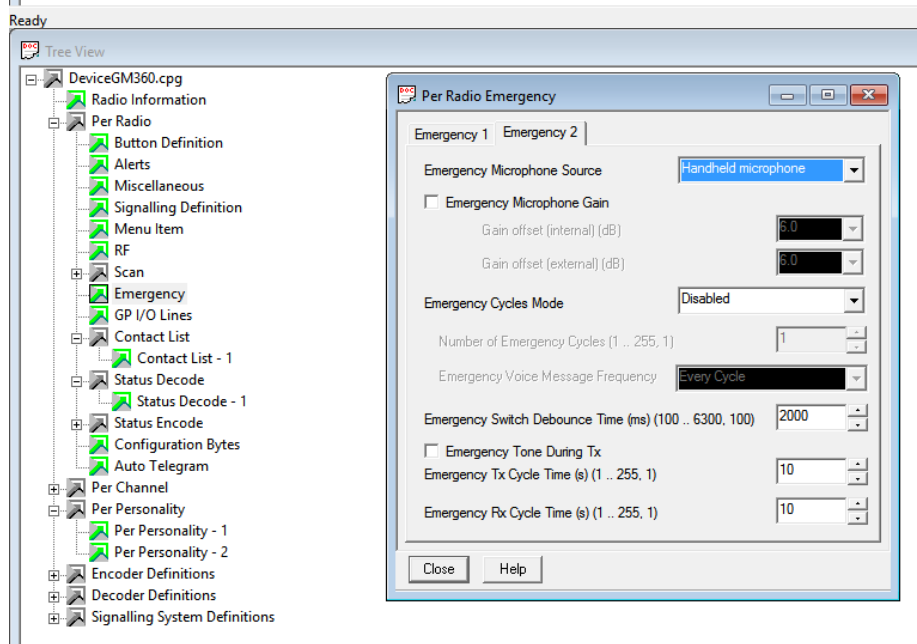 Ready
Tree View
DeviceGM360.cpg
Radio Information
Per Radio
Button Definition
Alerts
Miscellaneous
Signalling Definition
Menu Item
RF
Scan
Emergency
GP I/O Lines
Contact List
Contact List - 1
Status Decode
Status Decode - 1
Status Encode
Configuration Bytes
Auto Telegram
Per Channel
Per Personality
Per Personality - 1
Per Personality - 2
Encoder Definitions
Decoder Definitions
Signalling System Definitions
Per Radio Emergency
Emergency 1 Emergency 2
Emergency Microphone Source Handheld microphone
Emergency Microphone Gain
Gain offset (internal) (dB) 6.0
Gain offset (external) (dB) 6.0
Emergency Cycles Mode Disabled
Number of Emergency Cycles (1 .. 255, 1) 1
Emergency Voice Message Frequency Every Cycle
Emergency Switch Debounce Time (ms) (100 .. 6300, 100) 2000
Emergency Tone During Tx
Emergency Tx Cycle Time (s) (1 .. 255, 1) 10
Emergency Rx Cycle Time (s) (1 .. 255, 1) 10
Close Help